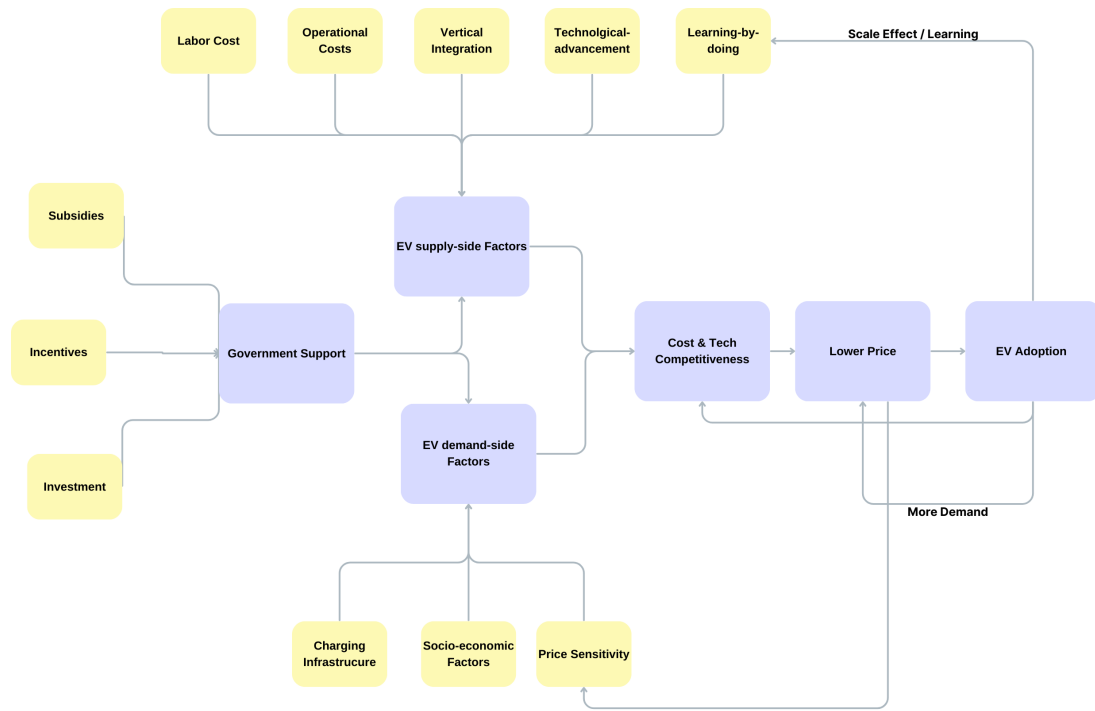 Labor Cost
Operational
Costs
Vertical
Integration
Technolgical-
advancement
Learning-by-
doing
Scale Effect / Learning
Subsidies
EV supply-side Factors
Incentives
Government Support
Cost & Tech
Competitiveness
Lower Price
EV Adoption
EV demand-side
Factors
Investment
More Demand
Charging
Infrastrucure
Socio-economic
Factors
Price Sensitivity